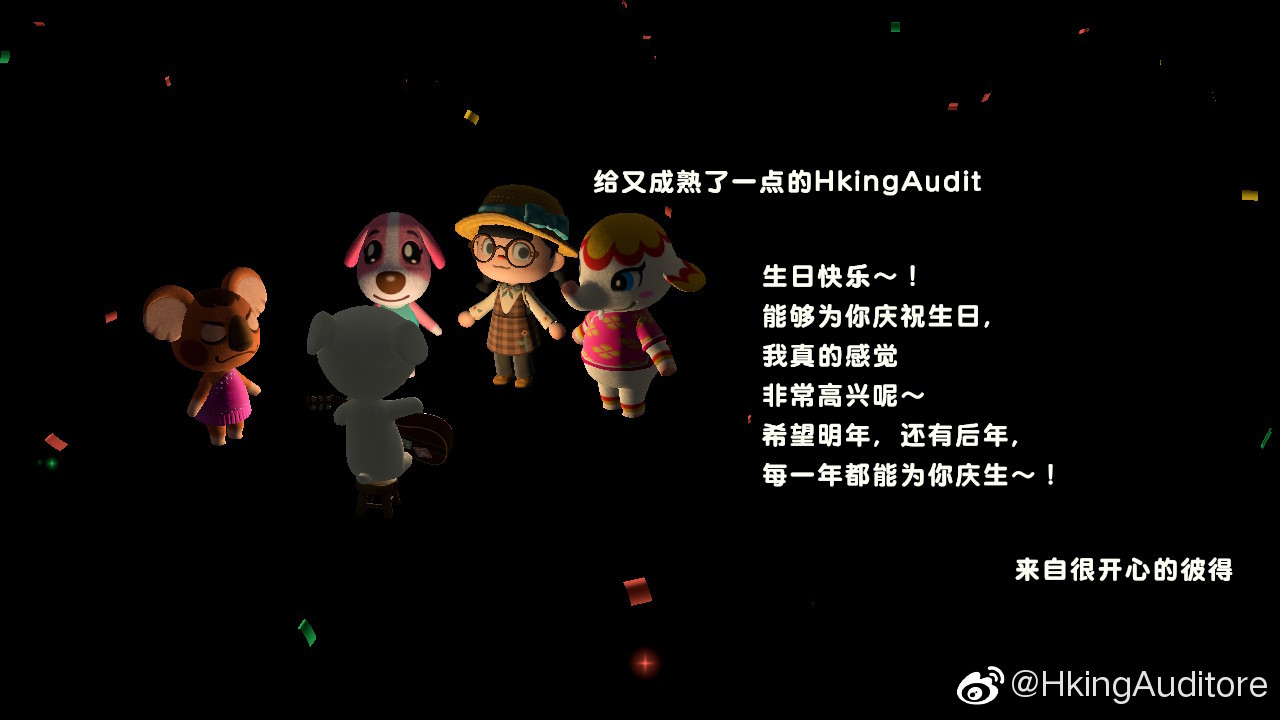 给又成熟了一点的HkingAudit
生日快乐～！
能够为你庆祝生日，
我真的感觉
非常高兴呢～
希望明年，还有后年，
每一年都能为你庆生～！
来自很开心的彼得
@HkingAuditore